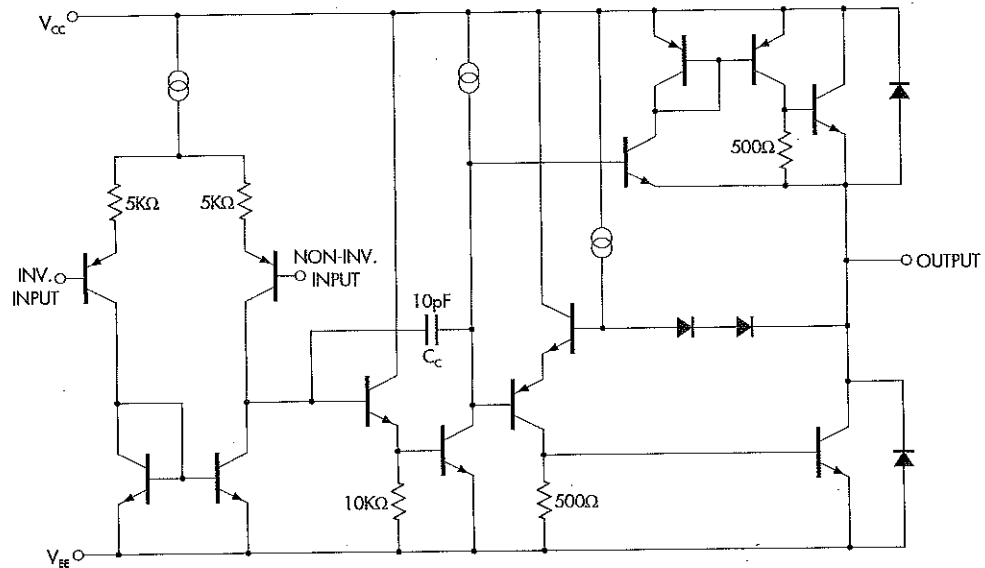 VCC
5KΩ
5KΩ
500Ω
INV.
INPUT
NON-INV.
INPUT
OUTPUT
10pF
CC
10KΩ
500Ω
VEE